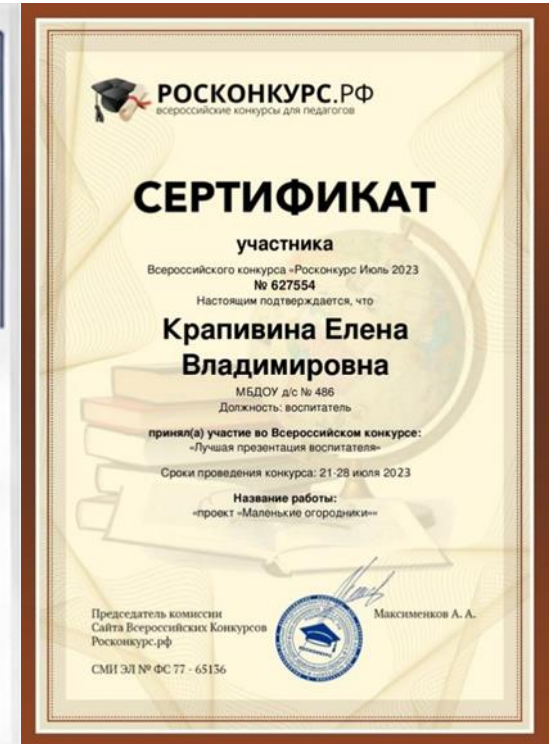 РОСКОНКУРС.РФ
всероссийские конкурсы для педагогов
СЕРТИФИКАТ
участника
Всероссийского конкурса «Росконкурс Июль 2023
№ 627554
Настоящим подтверждается, что
Крапивина Елена
Владимировна
МБДОУ д/с № 486
Должность: воспитатель
принял(а) участие во Всероссийском конкурсе:
«Лучшая презентация воспитателя»
Сроки проведения конкурса: 21-28 июля 2023
Название работы:
«проект «Маленькие огородники»»
Председатель комиссии
Сайта Всероссийских Конкурсов
Росконкурс.рф
Максименков А. А.
СМИ ЭЛ № ФС 77 - 65136
РОСКОНКУРС